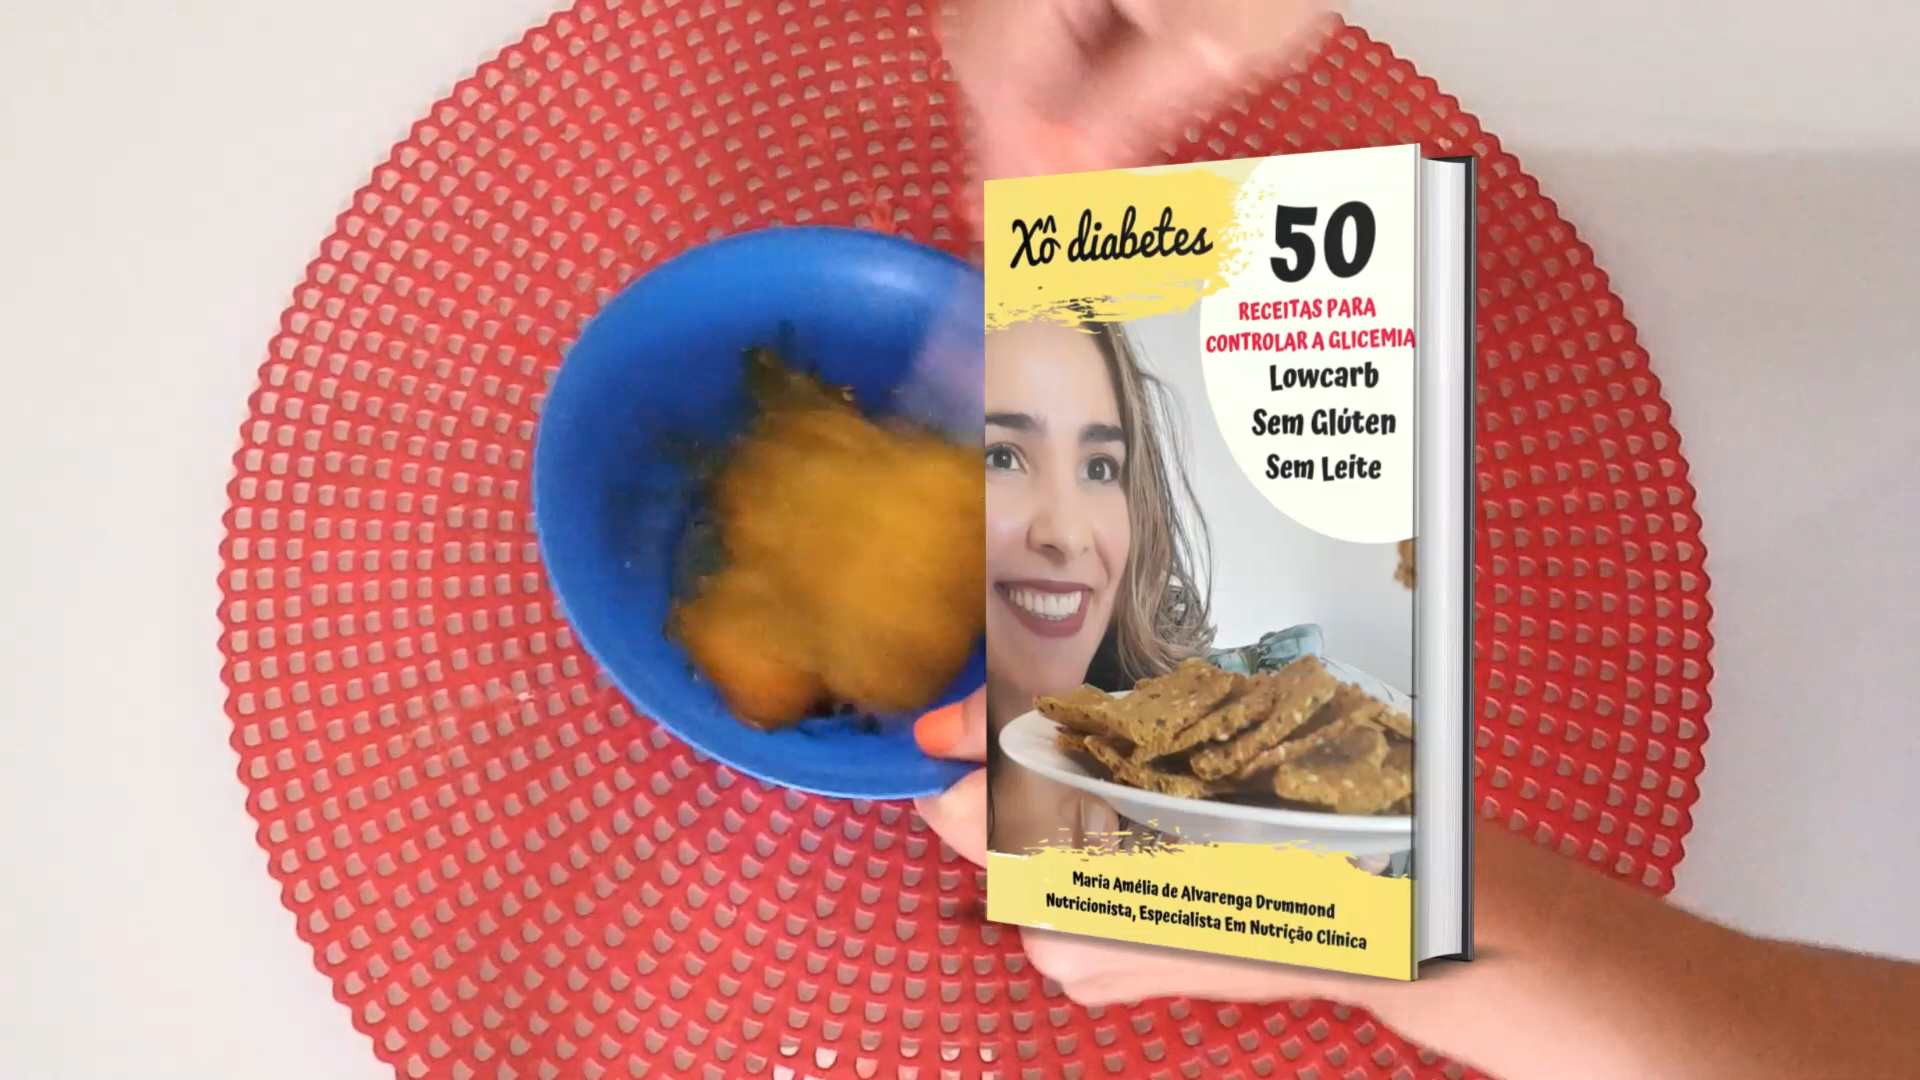 Xô diabetes
50
RECEITAS PARA
CONTROLAR A GLICEMIA
Lowcarb
Sem Glúten
Sem Leite
Maria Amélia de Alvarenga Drummond
Nutricionista, Especialista Em Nutrição Clínica